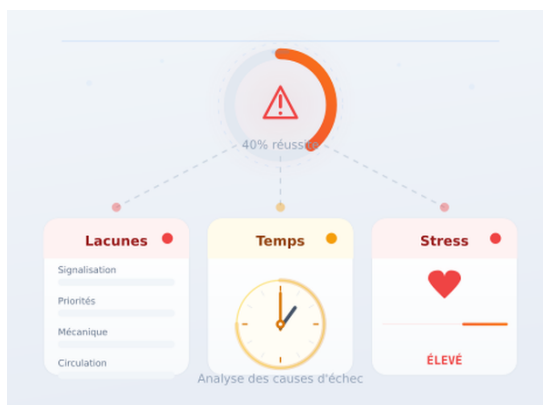 40% réussite
Lacunes
Signalisation
Priorités
Mécanique
Circulation
Temps
Stress
ÉLEVÉ
Analyse des causes d'échec